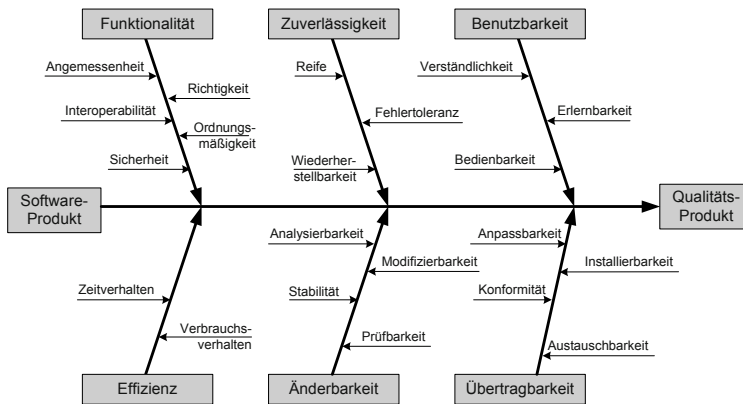 Funktionalität
Zuverlässigkeit
Benutzbarkeit
Angemessenheit
Richtigkeit
Interoperabilität
Ordnungs-
mäßigkeit
Sicherheit
Reife
Fehlertoleranz
Wiederher-
stellbarkeit
Verständlichkeit
Erlernbarkeit
Bedienbarkeit
Software-
Produkt
Qualitäts-
Produkt
Zeitverhalten
Verbrauchs-
verhalten
Analysierbarkeit
Modifizierbarkeit
Stabilität
Prüfbarkeit
Anpassbarkeit
Installierbarkeit
Konformität
Austauschbarkeit
Effizienz
Änderbarkeit
Übertragbarkeit